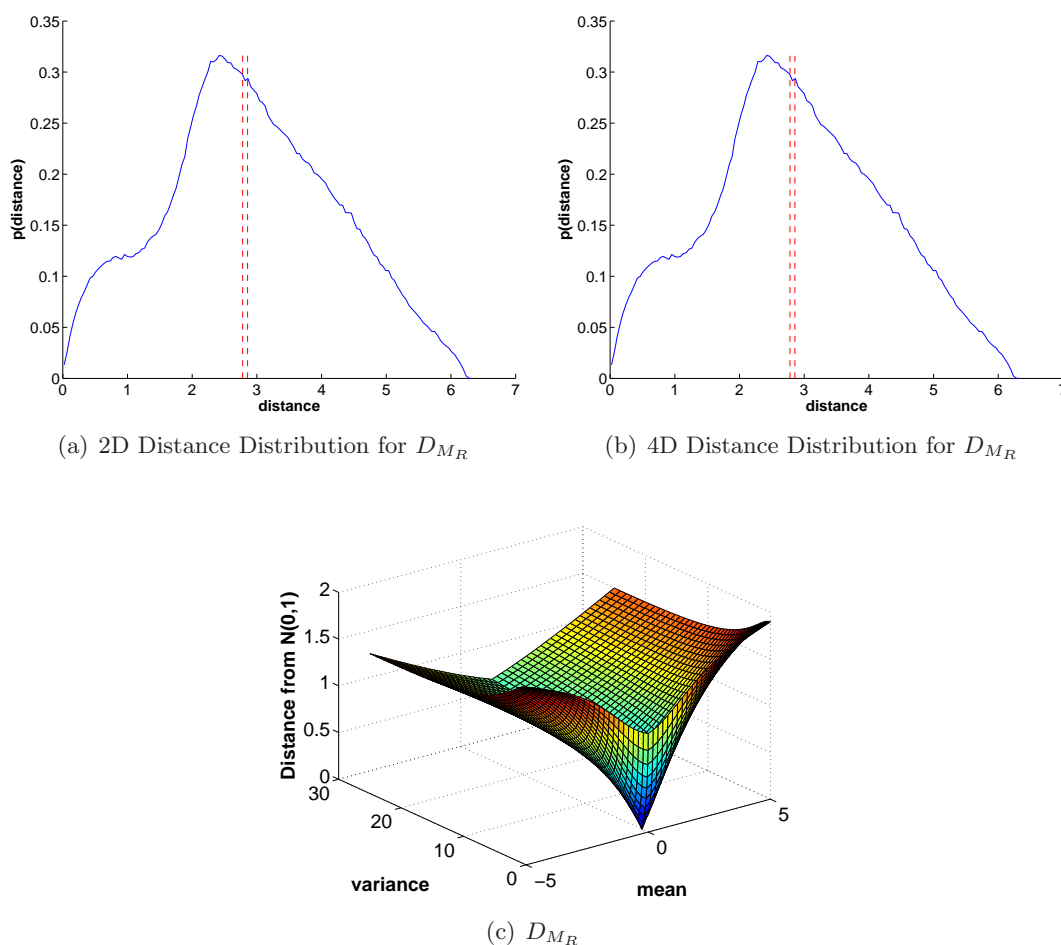 0.35
0.3
0.25
0.2
0.15
0.1
0.05
0
p(distance)
0 1 2 3 4 5 6 7
distance
(a) 2D Distance Distribution for D_{M_R}
0.35
0.3
0.25
0.2
0.15
0.1
0.05
0
p(distance)
0 1 2 3 4 5 6 7
distance
(b) 4D Distance Distribution for D_{M_R}
2
1.5
1
0.5
0
Distance from N(0,1)
30
20
10
0
variance
−5
0
5
mean
(c) D_{M_R}